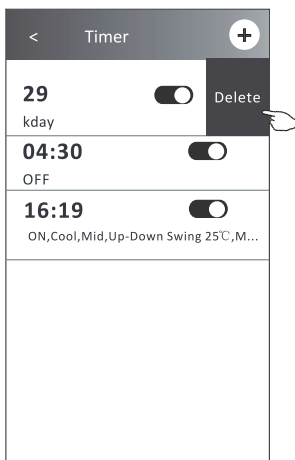 < Timer +
29 Delete
kday
04:30
OFF
16:19
ON,Cool,Mid,Up-Down Swing 25℃,M...